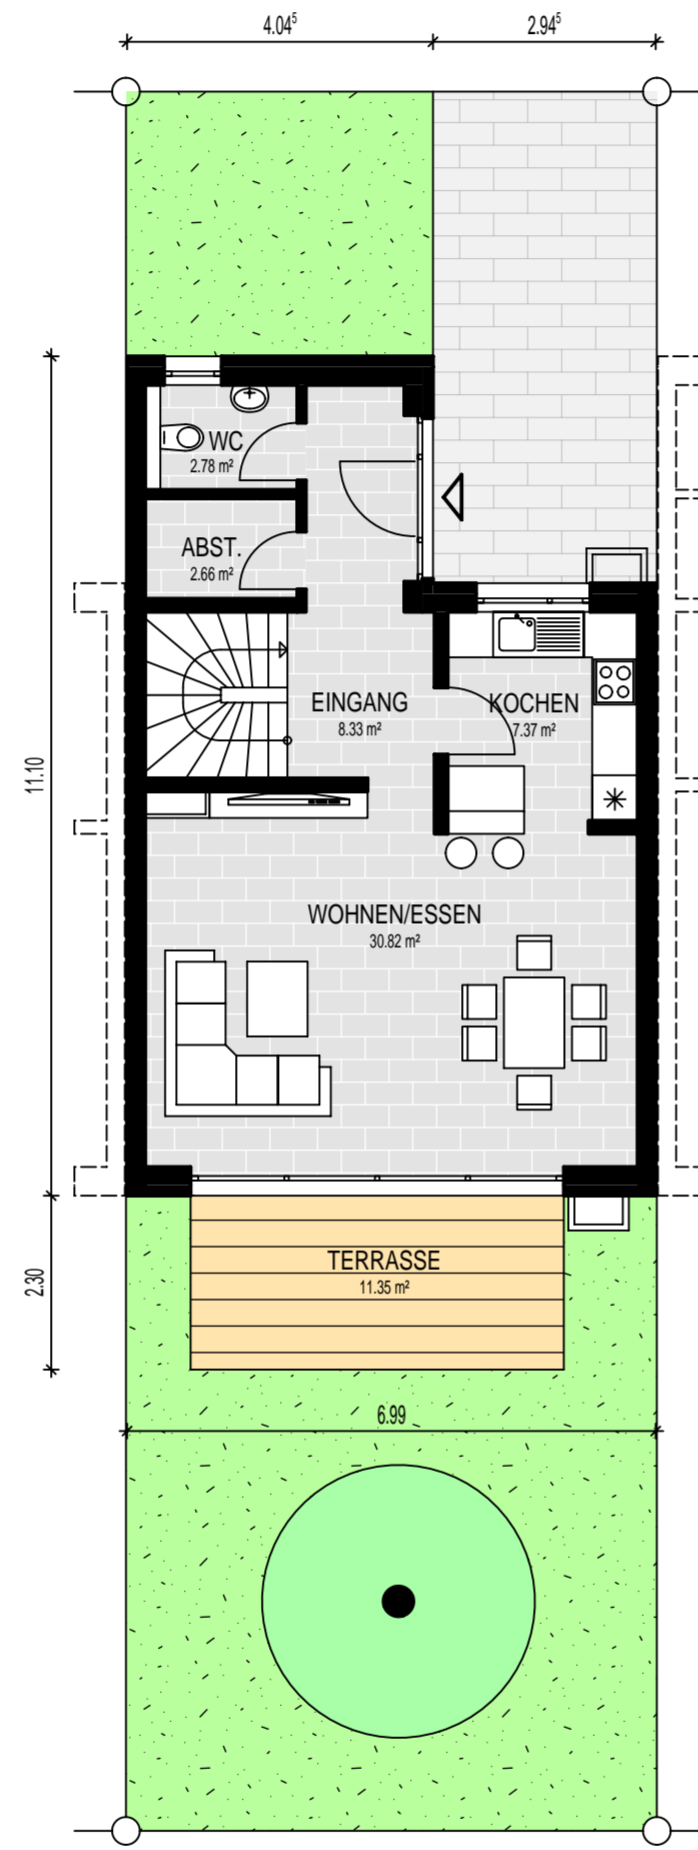 4.04⁵ 2.94⁵
WC
2.78 m²
ABST.
2.66 m²
EINGANG
8.33 m²
KOCHEN
7.37 m²
11.10
WOHNEN/ESSEN
30.82 m²
TERRASSE
11.35 m²
2.30
6.99